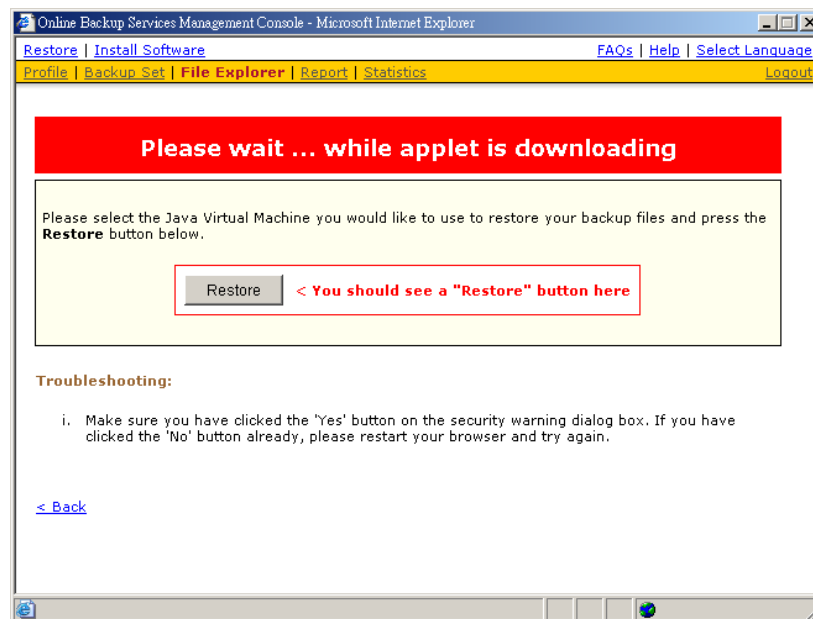 Online Backup Services Management Console - Microsoft Internet Explorer
Restore | Install Software FAQs | Help | Select Language
Profile | Backup Set | File Explorer | Report | Statistics Logout
Please wait ... while applet is downloading
Please select the Java Virtual Machine you would like to use to restore your backup files and press the
Restore button below.
Restore < You should see a "Restore" button here
Troubleshooting:
i. Make sure you have clicked the 'Yes' button on the security warning dialog box. If you have
clicked the 'No' button already, please restart your browser and try again.
< Back